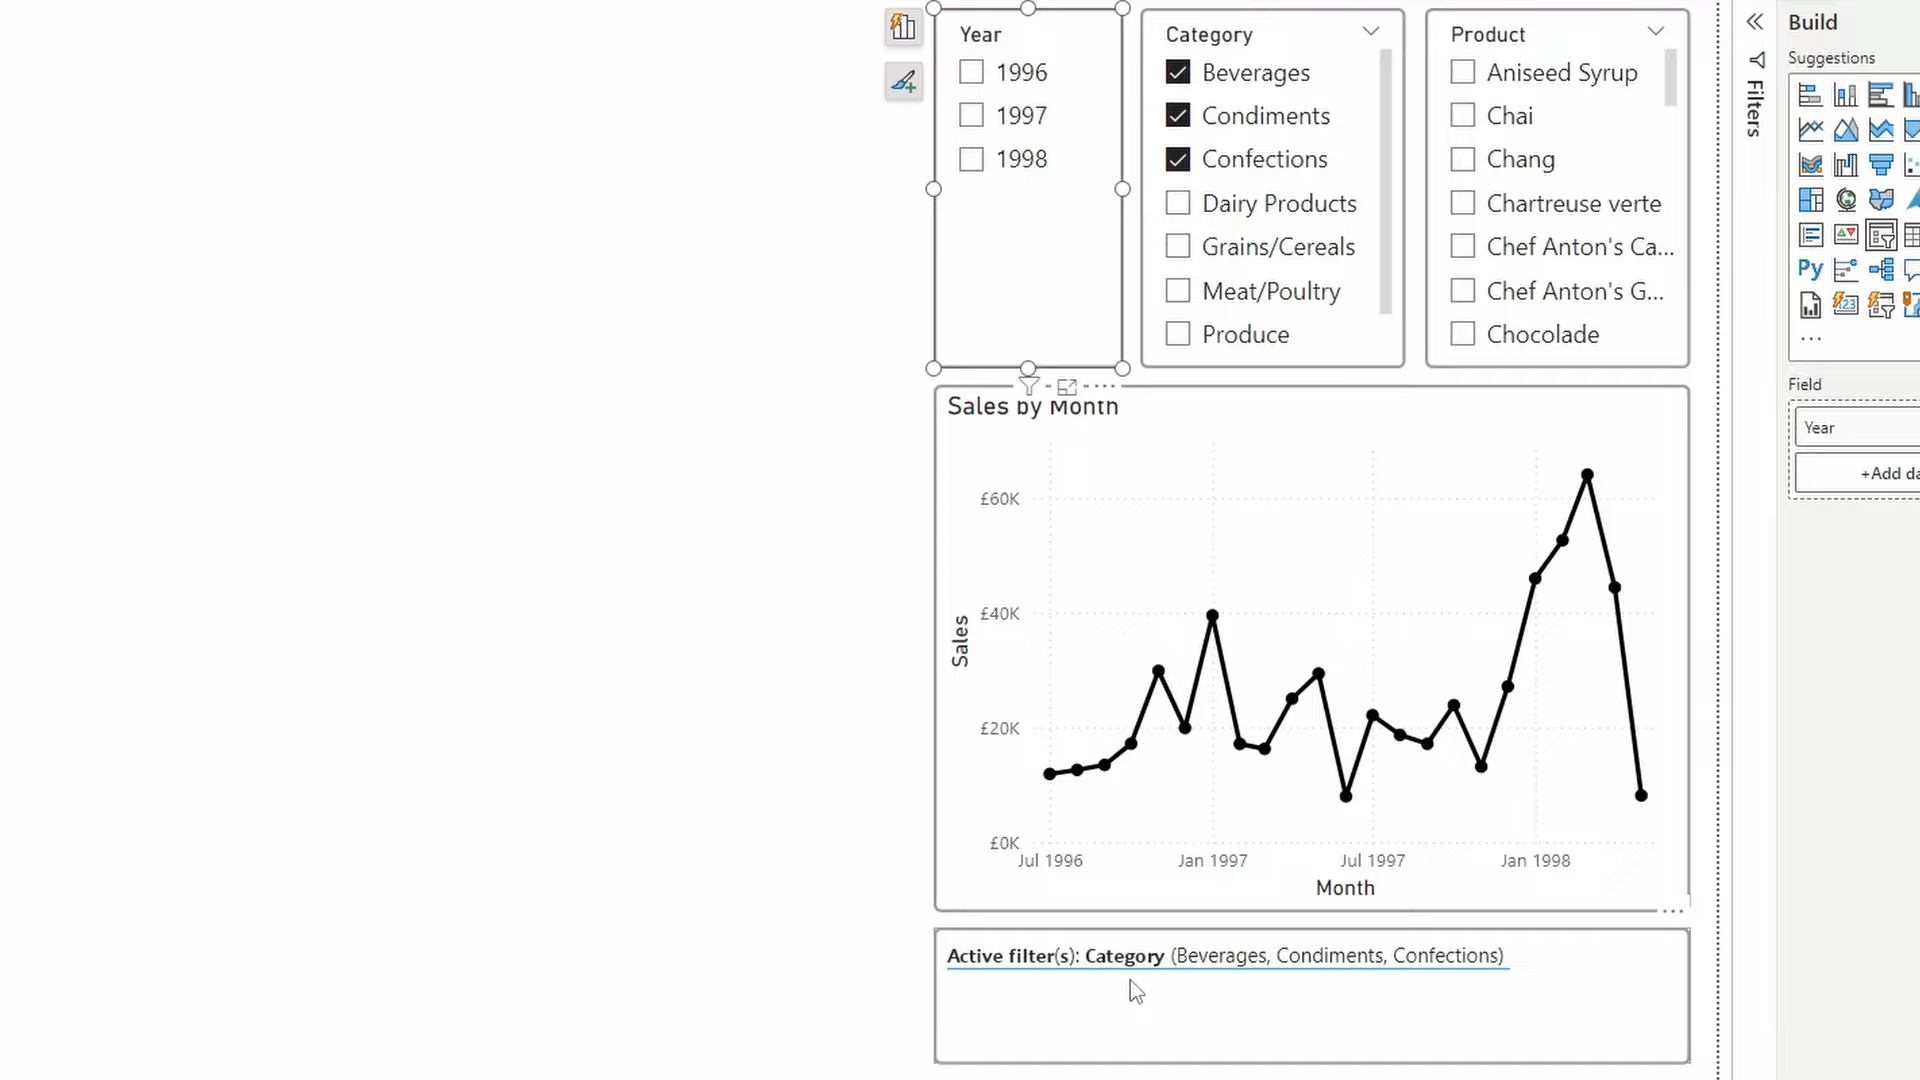 Year
1996
1997
1998
Category
Beverages
Condiments
Confections
Dairy Products
Grains/Cereals
Meat/Poultry
Produce
Product
Aniseed Syrup
Chai
Chang
Chartreuse verte
Chef Anton's Ca...
Chef Anton's G...
Chocolade
Sales by Month
Sales
£60K
£40K
£20K
£0K
Jul 1996
Jan 1997
Jul 1997
Jan 1998
Month
Active filter(s): Category (Beverages, Condiments, Confections)
Filters
Build
Suggestions
Py
123
...
Field
Year
+Add da